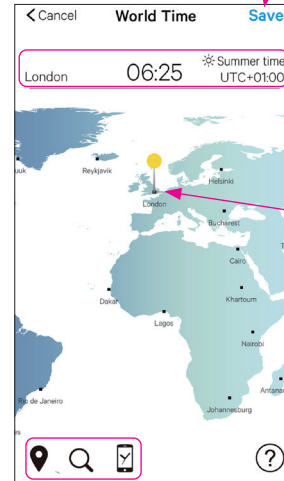 Cancel World Time Save
Summer time
London 06:25 UTC+01:00
Reykjavik
Helsinki
London
Bucharest
Cairo
Dakar
Khartoum
Lagos
Nairobi
Rio de Janeiro
Johannesburg
?